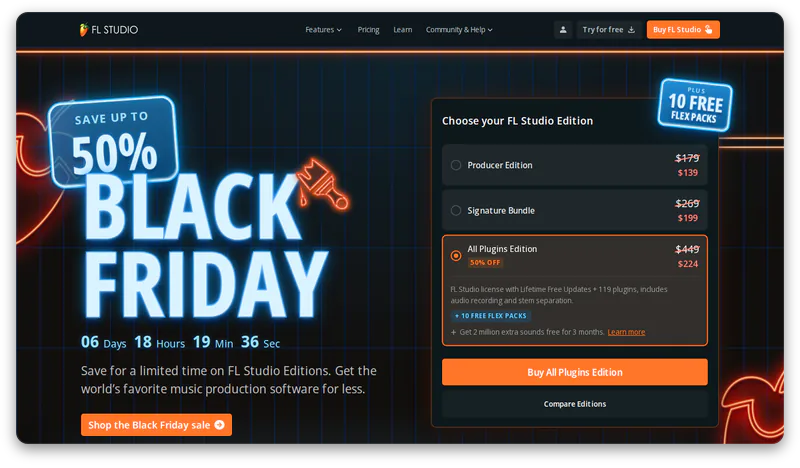 FL STUDIO
Features
Pricing
Learn
Community & Help
Try for free
Buy FL Studio
SAVE UP TO
50%
BLACK
FRIDAY
06 Days 18 Hours 19 Min 36 Sec
Save for a limited time on FL Studio Editions. Get the
world's favorite music production software for less.
Shop the Black Friday sale
PLUS
10 FREE
FLEX PACKS
Choose your FL Studio Edition
Producer Edition
$179
$139
Signature Bundle
$269
$199
All Plugins Edition
$449
50% OFF
$224
FL Studio license with Lifetime Free Updates + 119 plugins, includes
audio recording and stem separation.
+ 10 FREE FLEX PACKS
+ Get 2 million extra sounds free for 3 months. Learn more
Buy All Plugins Edition
Compare Editions